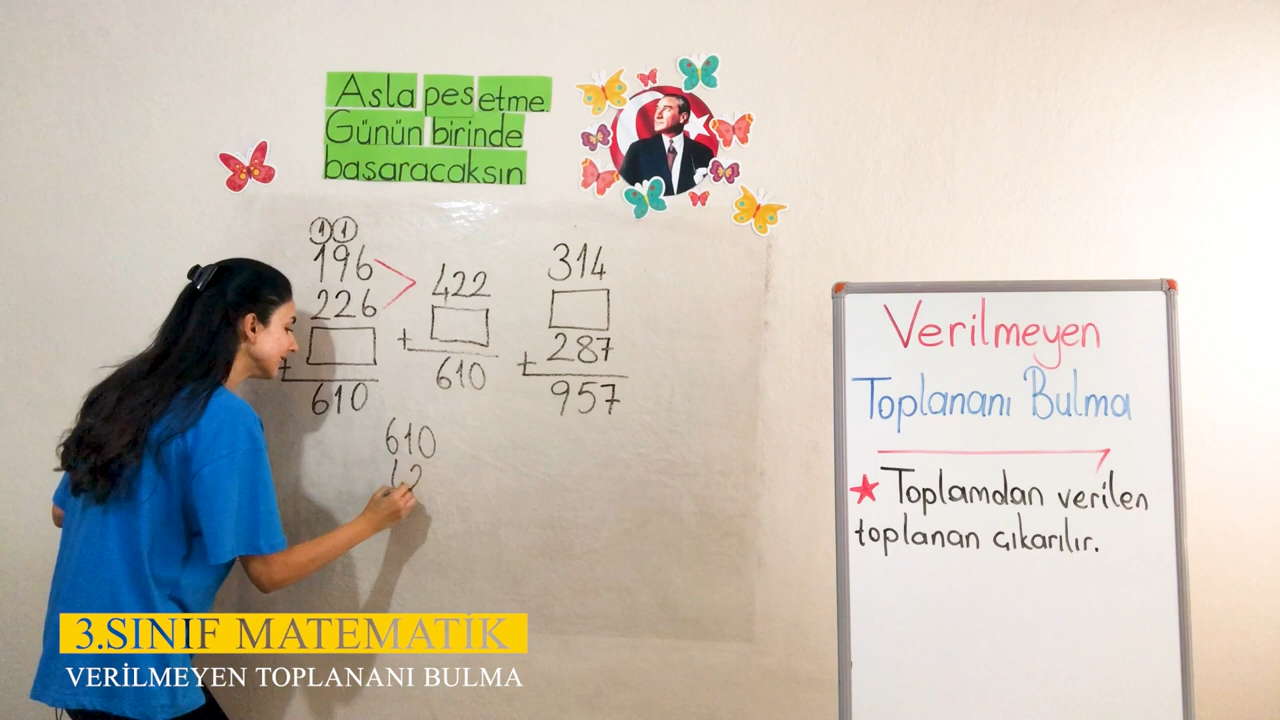 Asla pes etme.
Günün birinde
başaracaksın
1 1
196
226
+
610
422
+
610
314
287
+
957
610
42
Verilmeyen
Toplananı Bulma
Toplamdan verilen
toplanan çıkarılır.
3.SINIF MATEMATİK
VERİLMEYEN TOPLANANI BULMA